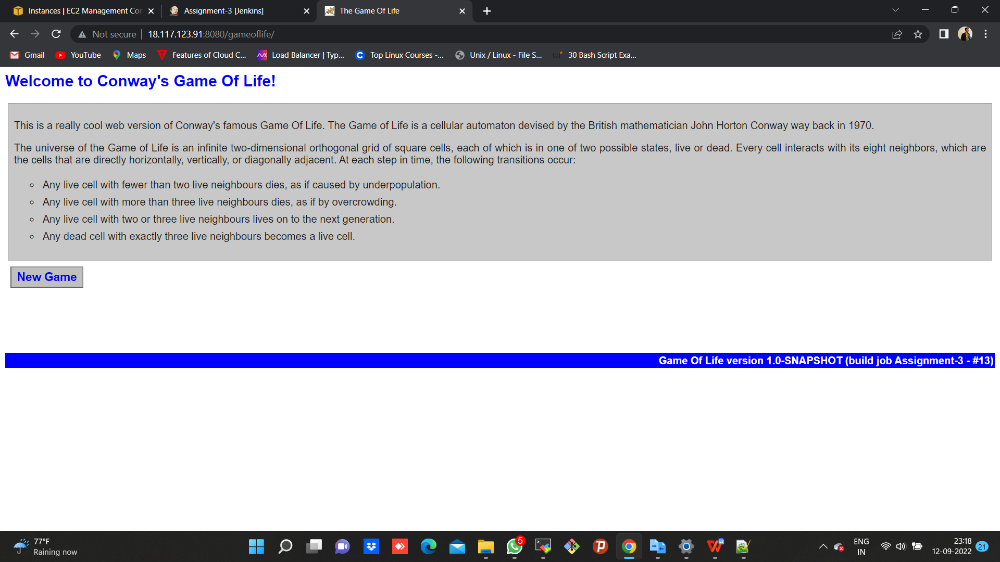 Instances | EC2 Management Con
Assignment-3 [Jenkins]
The Game Of Life
Not secure
18.117.123.91:8080/gameoflife/
Gmail
YouTube
Maps
Features of Cloud C...
Load Balancer | Typ...
Top Linux Courses -...
Unix / Linux - File S...
30 Bash Script Exa...
Welcome to Conway's Game Of Life!
This is a really cool web version of Conway's famous Game Of Life. The Game of Life is a cellular automaton devised by the British mathematician John Horton Conway way back in 1970.
The universe of the Game of Life is an infinite two-dimensional orthogonal grid of square cells, each of which is in one of two possible states, live or dead. Every cell interacts with its eight neighbors, which are
the cells that are directly horizontally, vertically, or diagonally adjacent. At each step in time, the following transitions occur:
Any live cell with fewer than two live neighbours dies, as if caused by underpopulation.
Any live cell with more than three live neighbours dies, as if by overcrowding.
Any live cell with two or three live neighbours lives on to the next generation.
Any dead cell with exactly three live neighbours becomes a live cell.
New Game
Game Of Life version 1.0-SNAPSHOT (build job Assignment-3 - #13)
77°F
Raining now
5
ENG
IN
23:18
12-09-2022
21